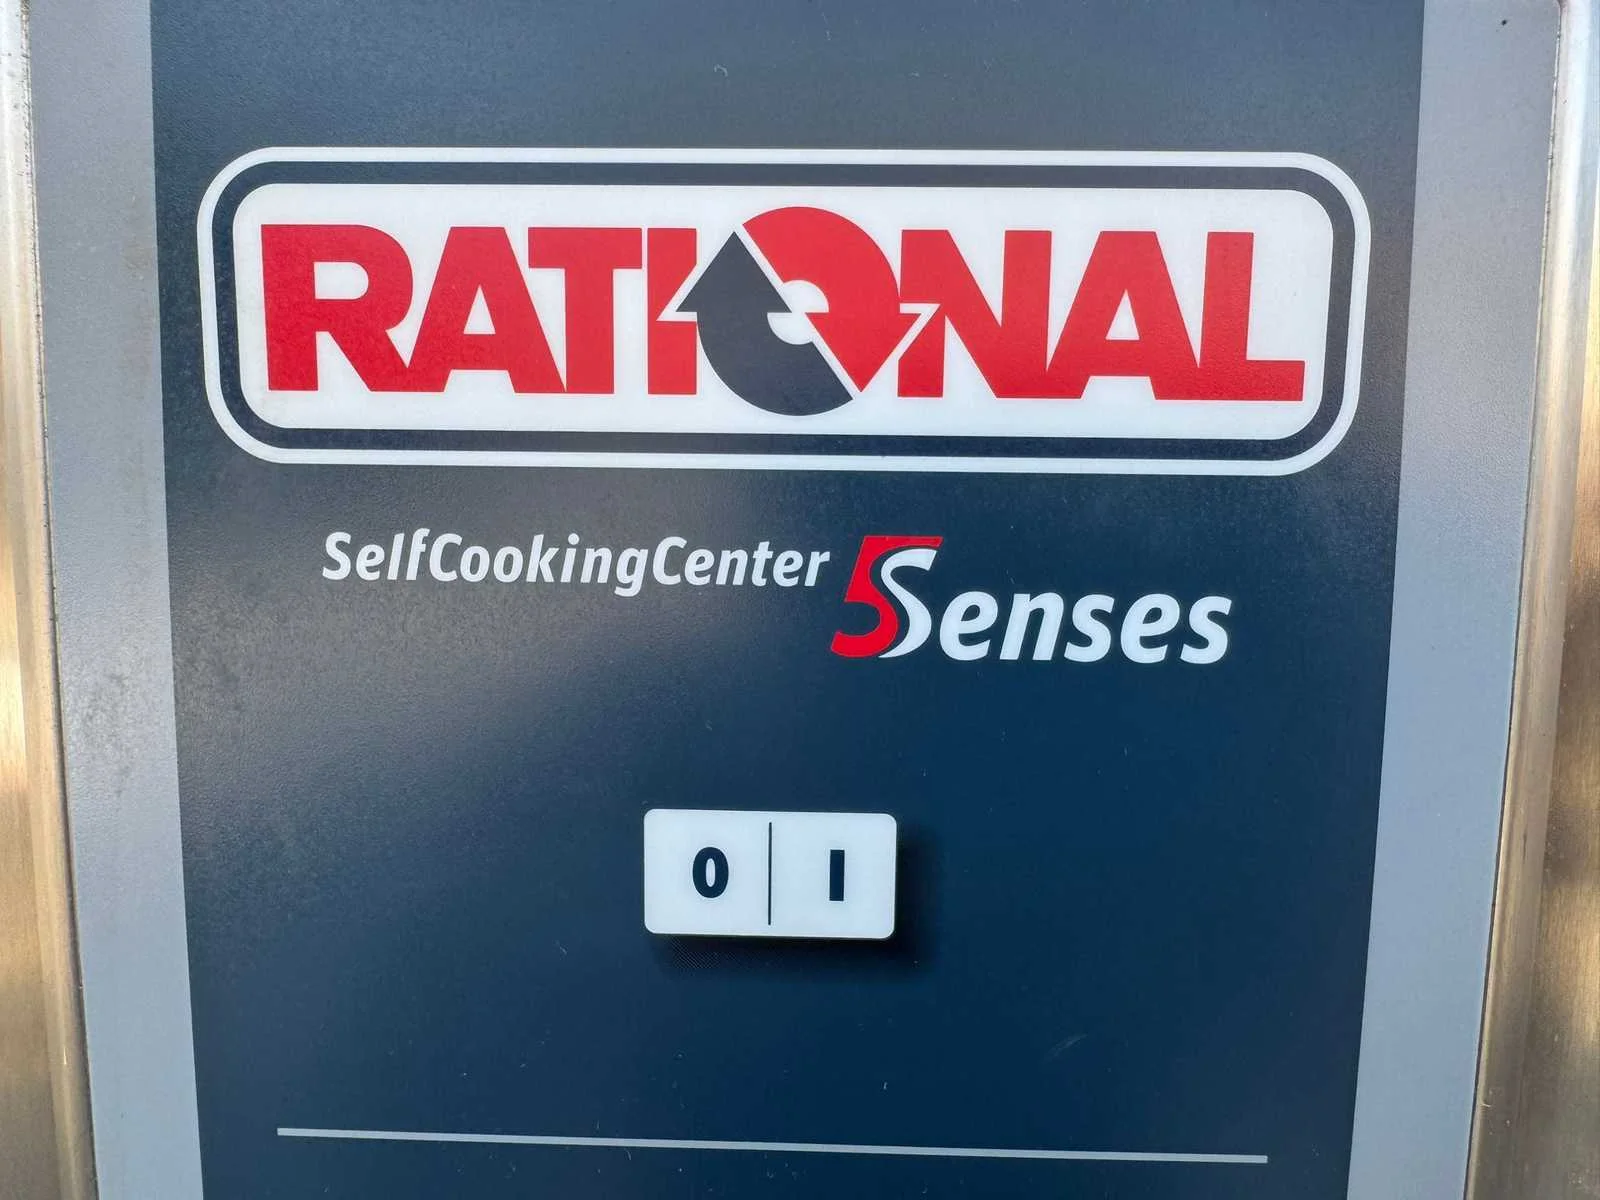 RATIONAL
SelfCookingCenter 5Senses
0 I